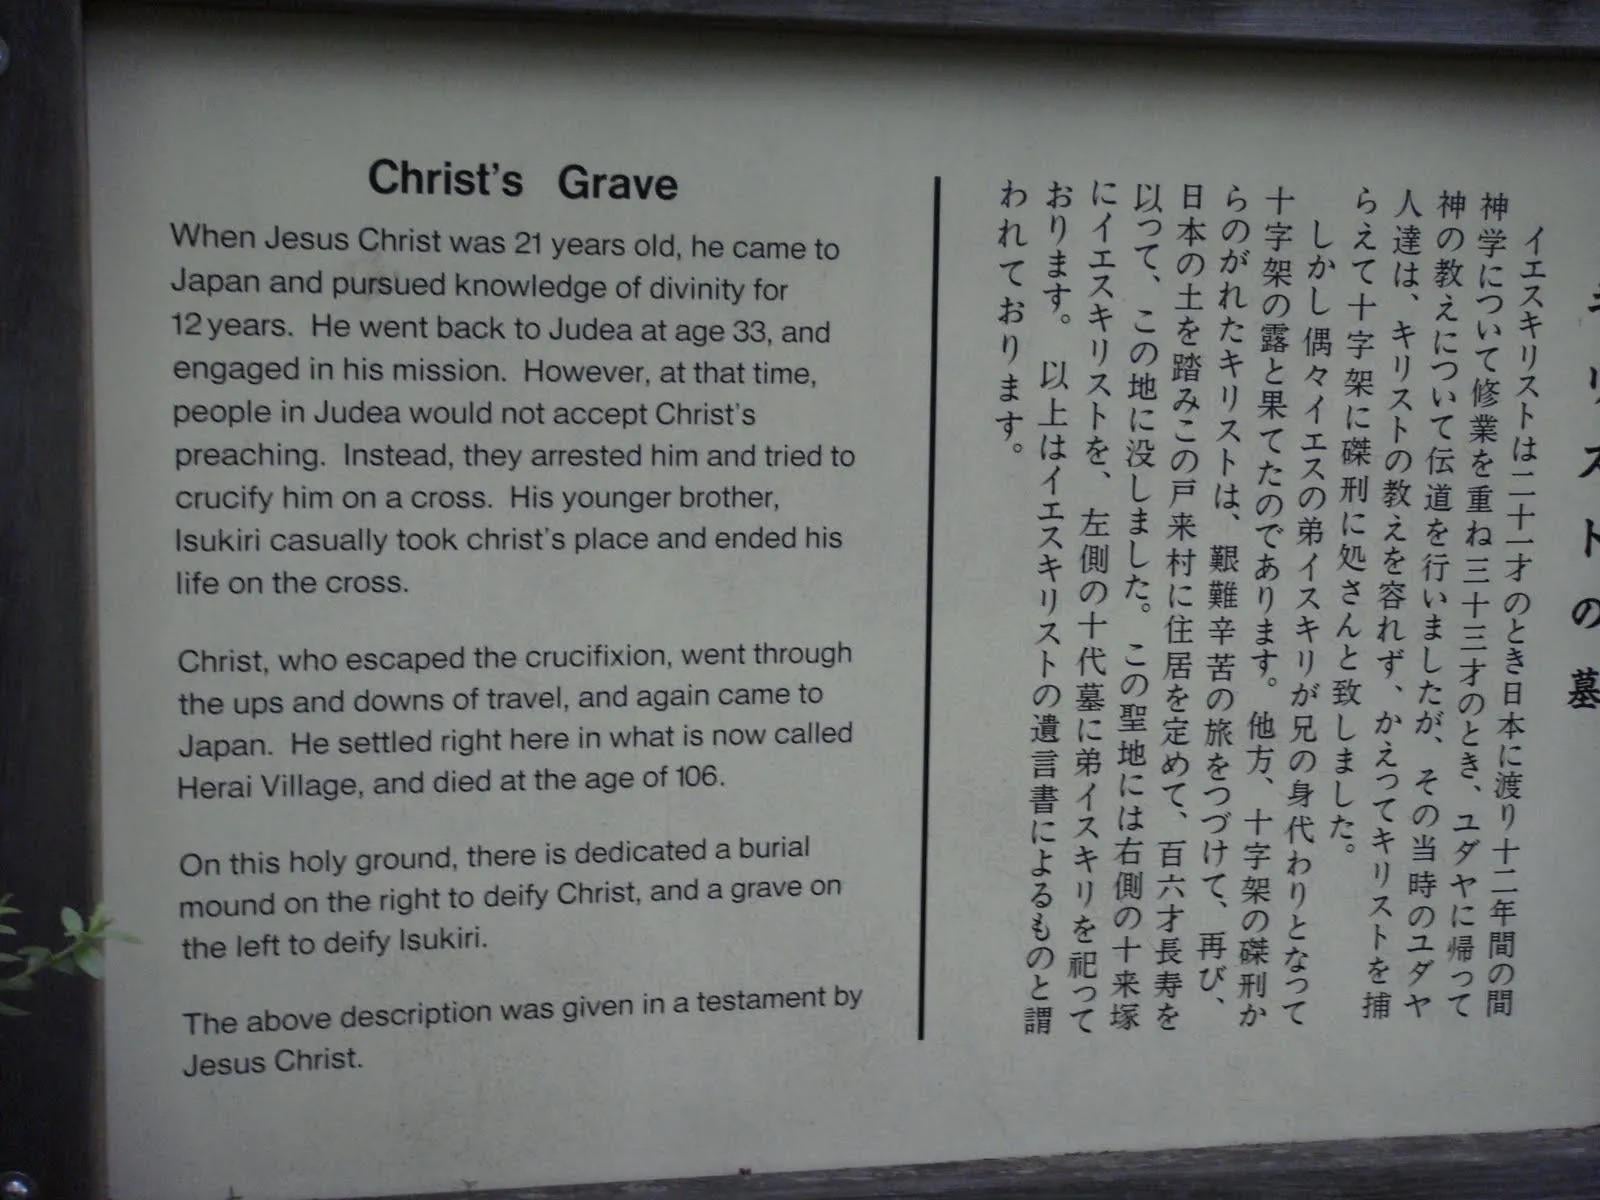 Christ's Grave
When Jesus Christ was 21 years old, he came to
Japan and pursued knowledge of divinity for
12 years. He went back to Judea at age 33, and
engaged in his mission. However, at that time,
people in Judea would not accept Christ's
preaching. Instead, they arrested him and tried to
crucify him on a cross. His younger brother,
Isukiri casually took christ's place and ended his
life on the cross.
Christ, who escaped the crucifixion, went through
the ups and downs of travel, and again came to
Japan. He settled right here in what is now called
Herai Village, and died at the age of 106.
On this holy ground, there is dedicated a burial
mound on the right to deify Christ, and a grave on
the left to deify Isukiri.
The above description was given in a testament by
Jesus Christ.
キリストの墓
イエスキリストは二十一才のとき日本に渡り十二年間の間
神学について修業を重ね三十三才のとき、ユダヤに帰って
神の教えについて伝道を行いましたが、その当時のユダヤ
人達は、キリストの教えを容れず、かえってキリストを捕
らえて十字架に磔刑に処さんと致しました。
しかし偶々イエスの弟イスキリが兄の身代わりとなって
十字架の露と果てたのであります。他方、十字架の磔刑か
らのがれたキリストは、艱難辛苦の旅をつづけて、再び、
日本の土を踏みこの戸来村に住居を定めて、百六才長寿を
以って、この地に没しました。この聖地には右側の十来塚
にイエスキリストを、左側の十代墓に弟イスキリを祀って
おります。以上はイエスキリストの遺言書によるものと謂
われております。